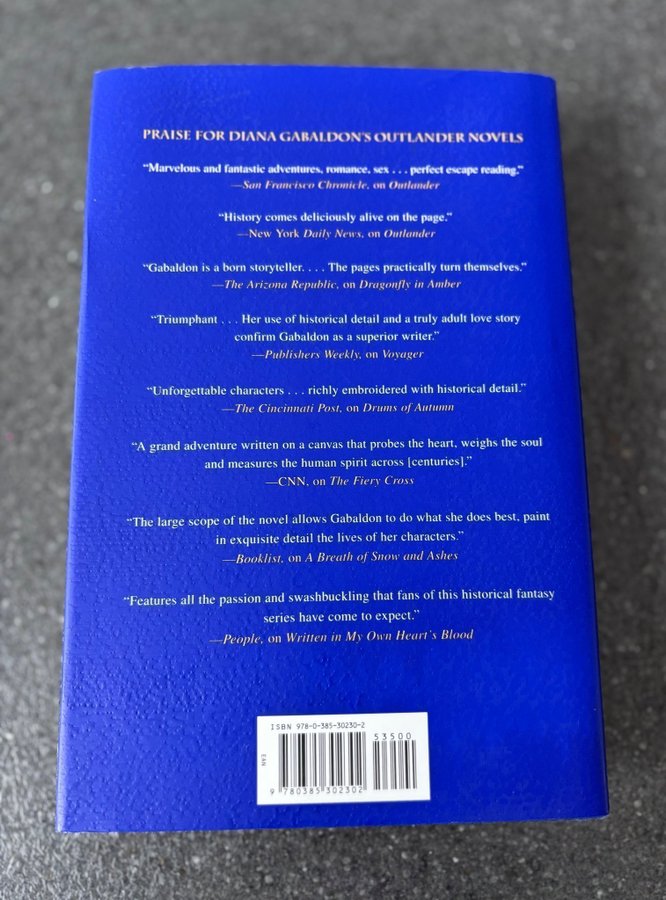 PRAISE FOR DIANA GABALDON'S OUTLANDER NOVELS
“Marvelous and fantastic adventures, romance, sex . . . perfect escape reading.”
—San Francisco Chronicle, on Outlander
“History comes deliciously alive on the page.”
—New York Daily News, on Outlander
“Gabaldon is a born storyteller. . . . The pages practically turn themselves.”
—The Arizona Republic, on Dragonfly in Amber
“Triumphant . . . Her use of historical detail and a truly adult love story
confirm Gabaldon as a superior writer.”
—Publishers Weekly, on Voyager
“Unforgettable characters . . . richly embroidered with historical detail.”
—The Cincinnati Post, on Drums of Autumn
“A grand adventure written on a canvas that probes the heart, weighs the soul
and measures the human spirit across [centuries].”
—CNN, on The Fiery Cross
“The large scope of the novel allows Gabaldon to do what she does best, paint
in exquisite detail the lives of her characters.”
—Booklist, on A Breath of Snow and Ashes
“Features all the passion and swashbuckling that fans of this historical fantasy
series have come to expect.”
—People, on Written in My Own Heart's Blood
ISBN 978-0-385-30230-2
53500
EAN
9 780385 302302